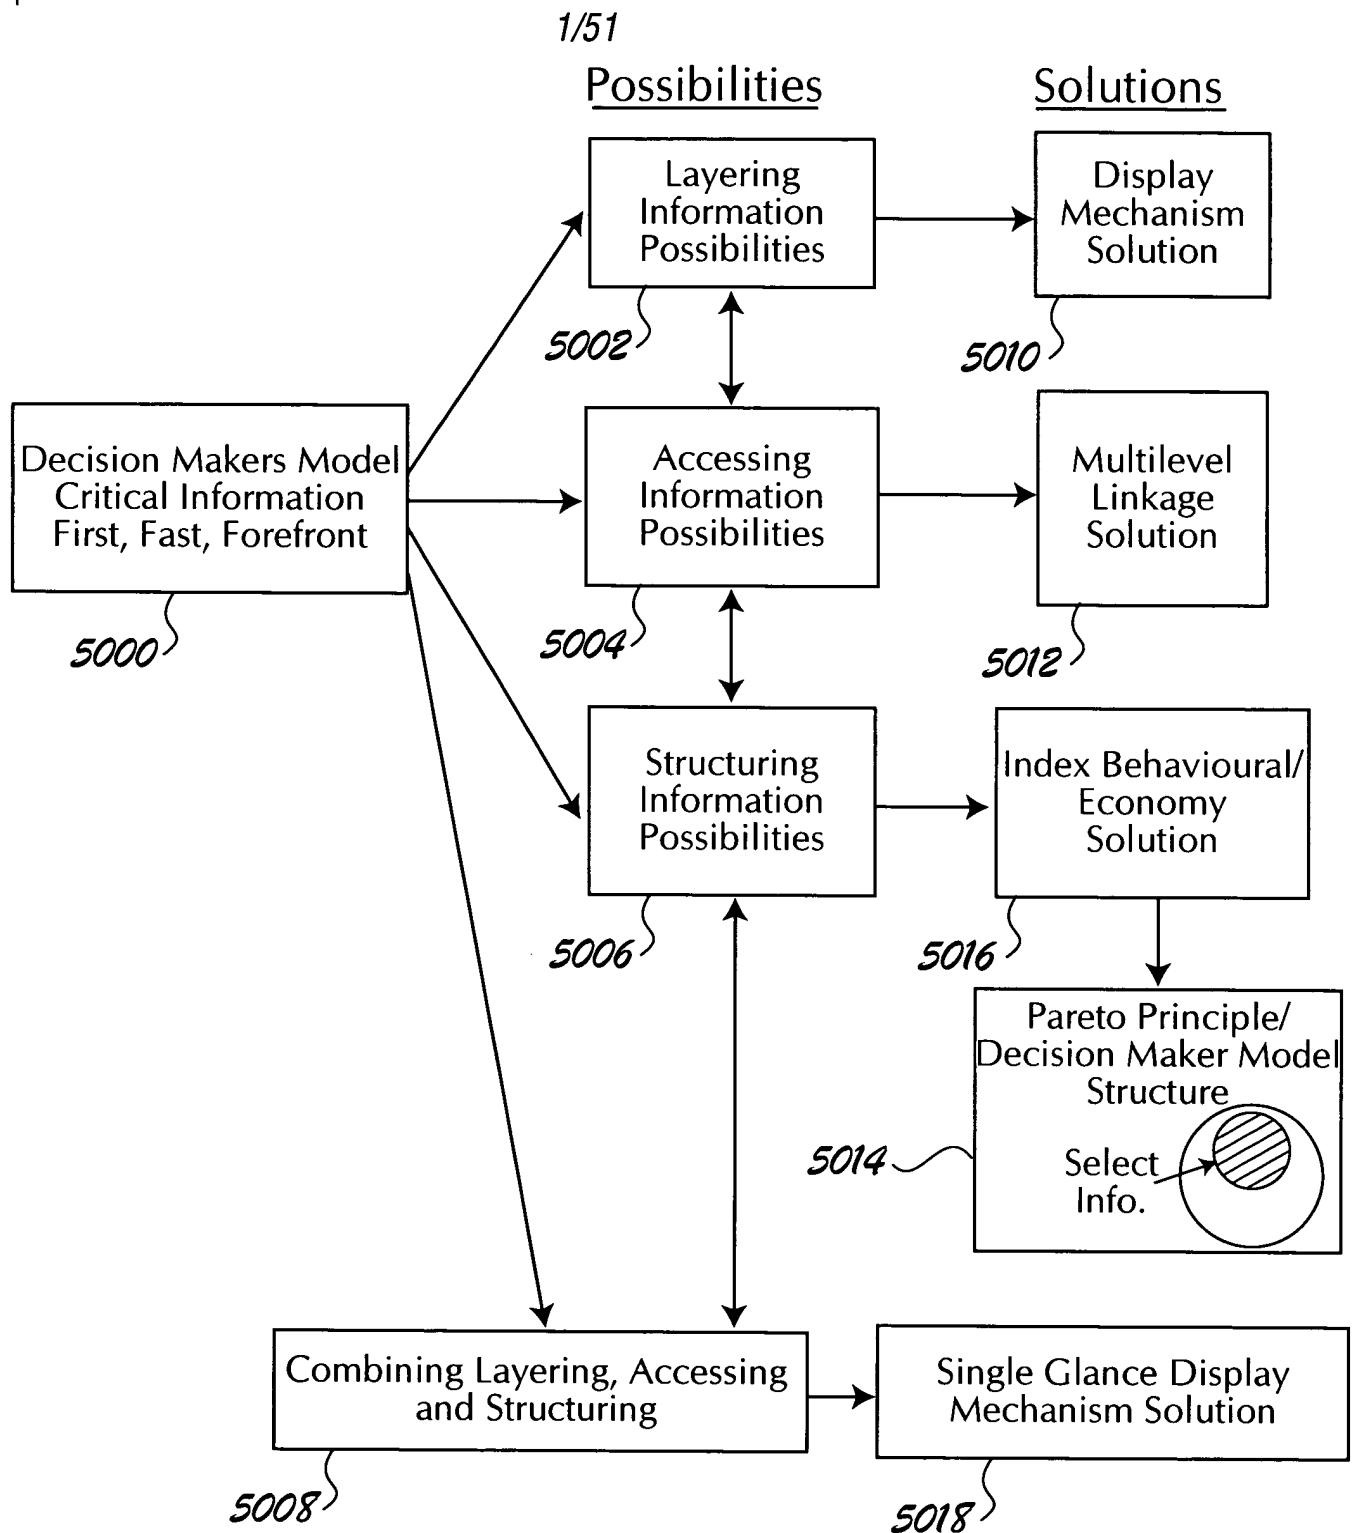 1/51
Possibilities
Solutions
Layering
Information
Possibilities
5002
Display
Mechanism
Solution
5010
Decision Makers Model
Critical Information
First, Fast, Forefront
5000
Accessing
Information
Possibilities
5004
Multilevel
Linkage
Solution
5012
Structuring
Information
Possibilities
5006
Index Behavioural/
Economy
Solution
5016
Pareto Principle/
Decision Maker Model
Structure
Select
Info.
5014
Combining Layering, Accessing
and Structuring
5008
Single Glance Display
Mechanism Solution
5018